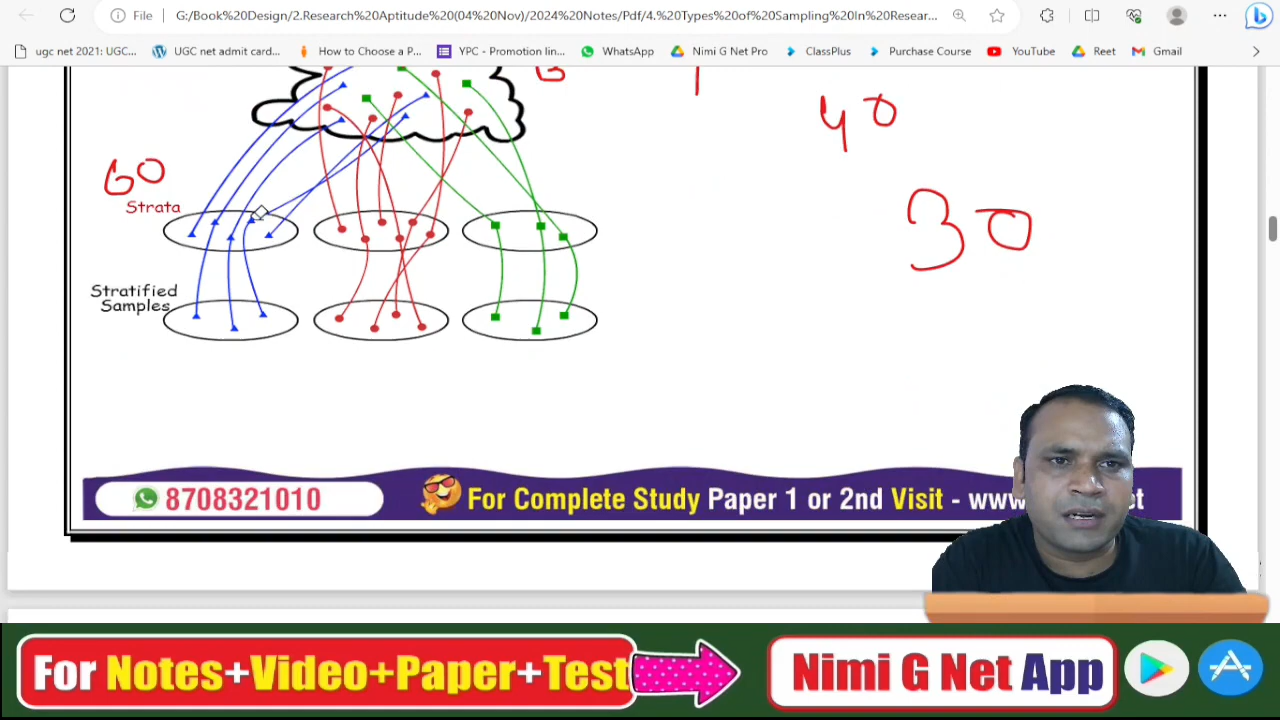 File
G:/Book%20Design/2.Research%20Aptitude%20(04%20Nov)/2024%20Notes/Pdf/4.%20Types%20of%20Sampling%20In%20Resear...
ugc net 2021: UGC...
UGC net admit card...
How to Choose a P...
YPC - Promotion lin...
WhatsApp
Nimi G Net Pro
ClassPlus
Purchase Course
YouTube
Reet
Gmail
40
60
Strata
30
Stratified
Samples
8708321010
For Complete Study Paper 1 or 2nd Visit - www
et
For Notes+Video+Paper+Test
Nimi G Net App